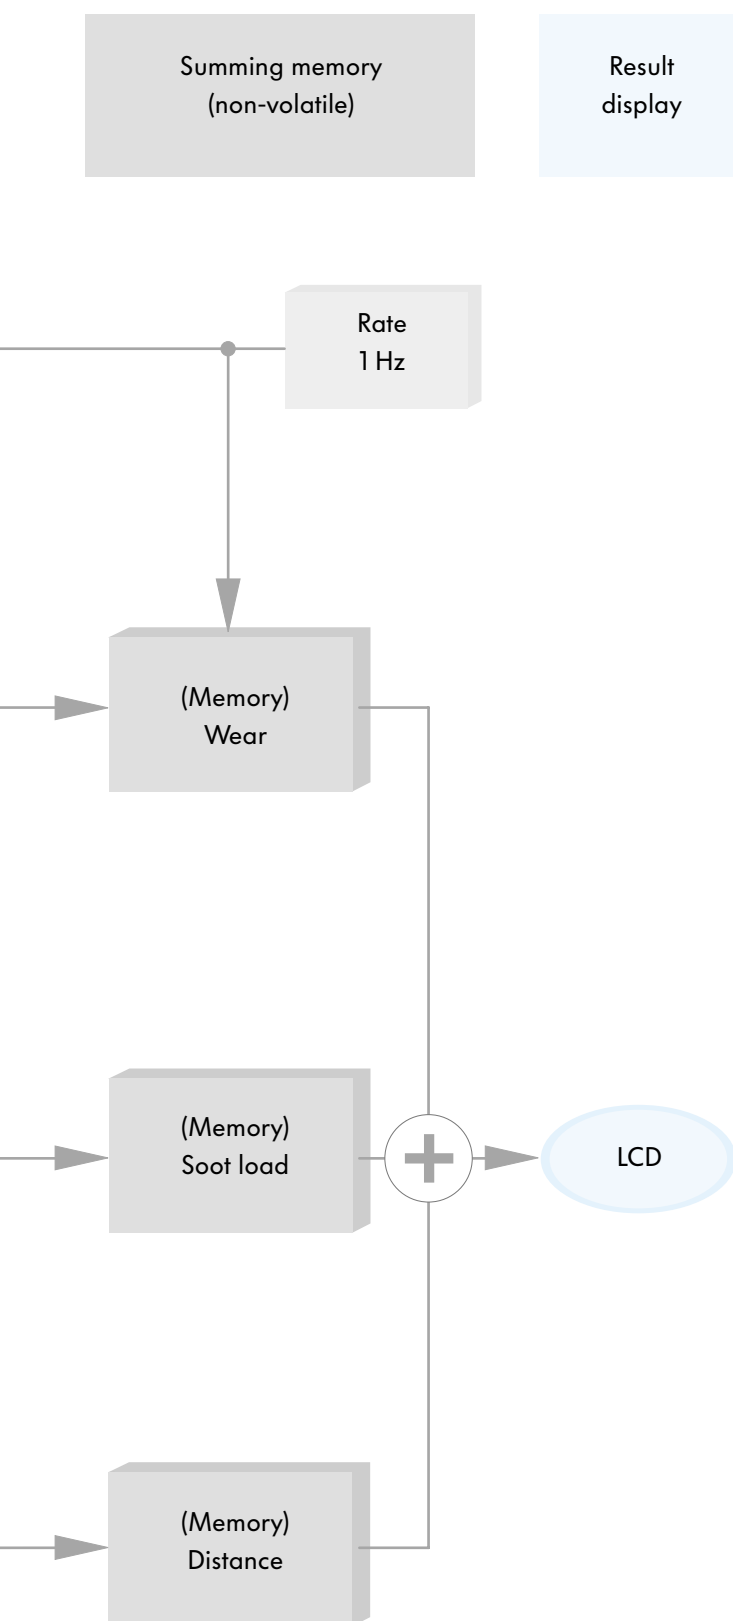 Summing memory
(non-volatile)
Result
display
Rate
1 Hz
(Memory)
Wear
(Memory)
Soot load
LCD
(Memory)
Distance